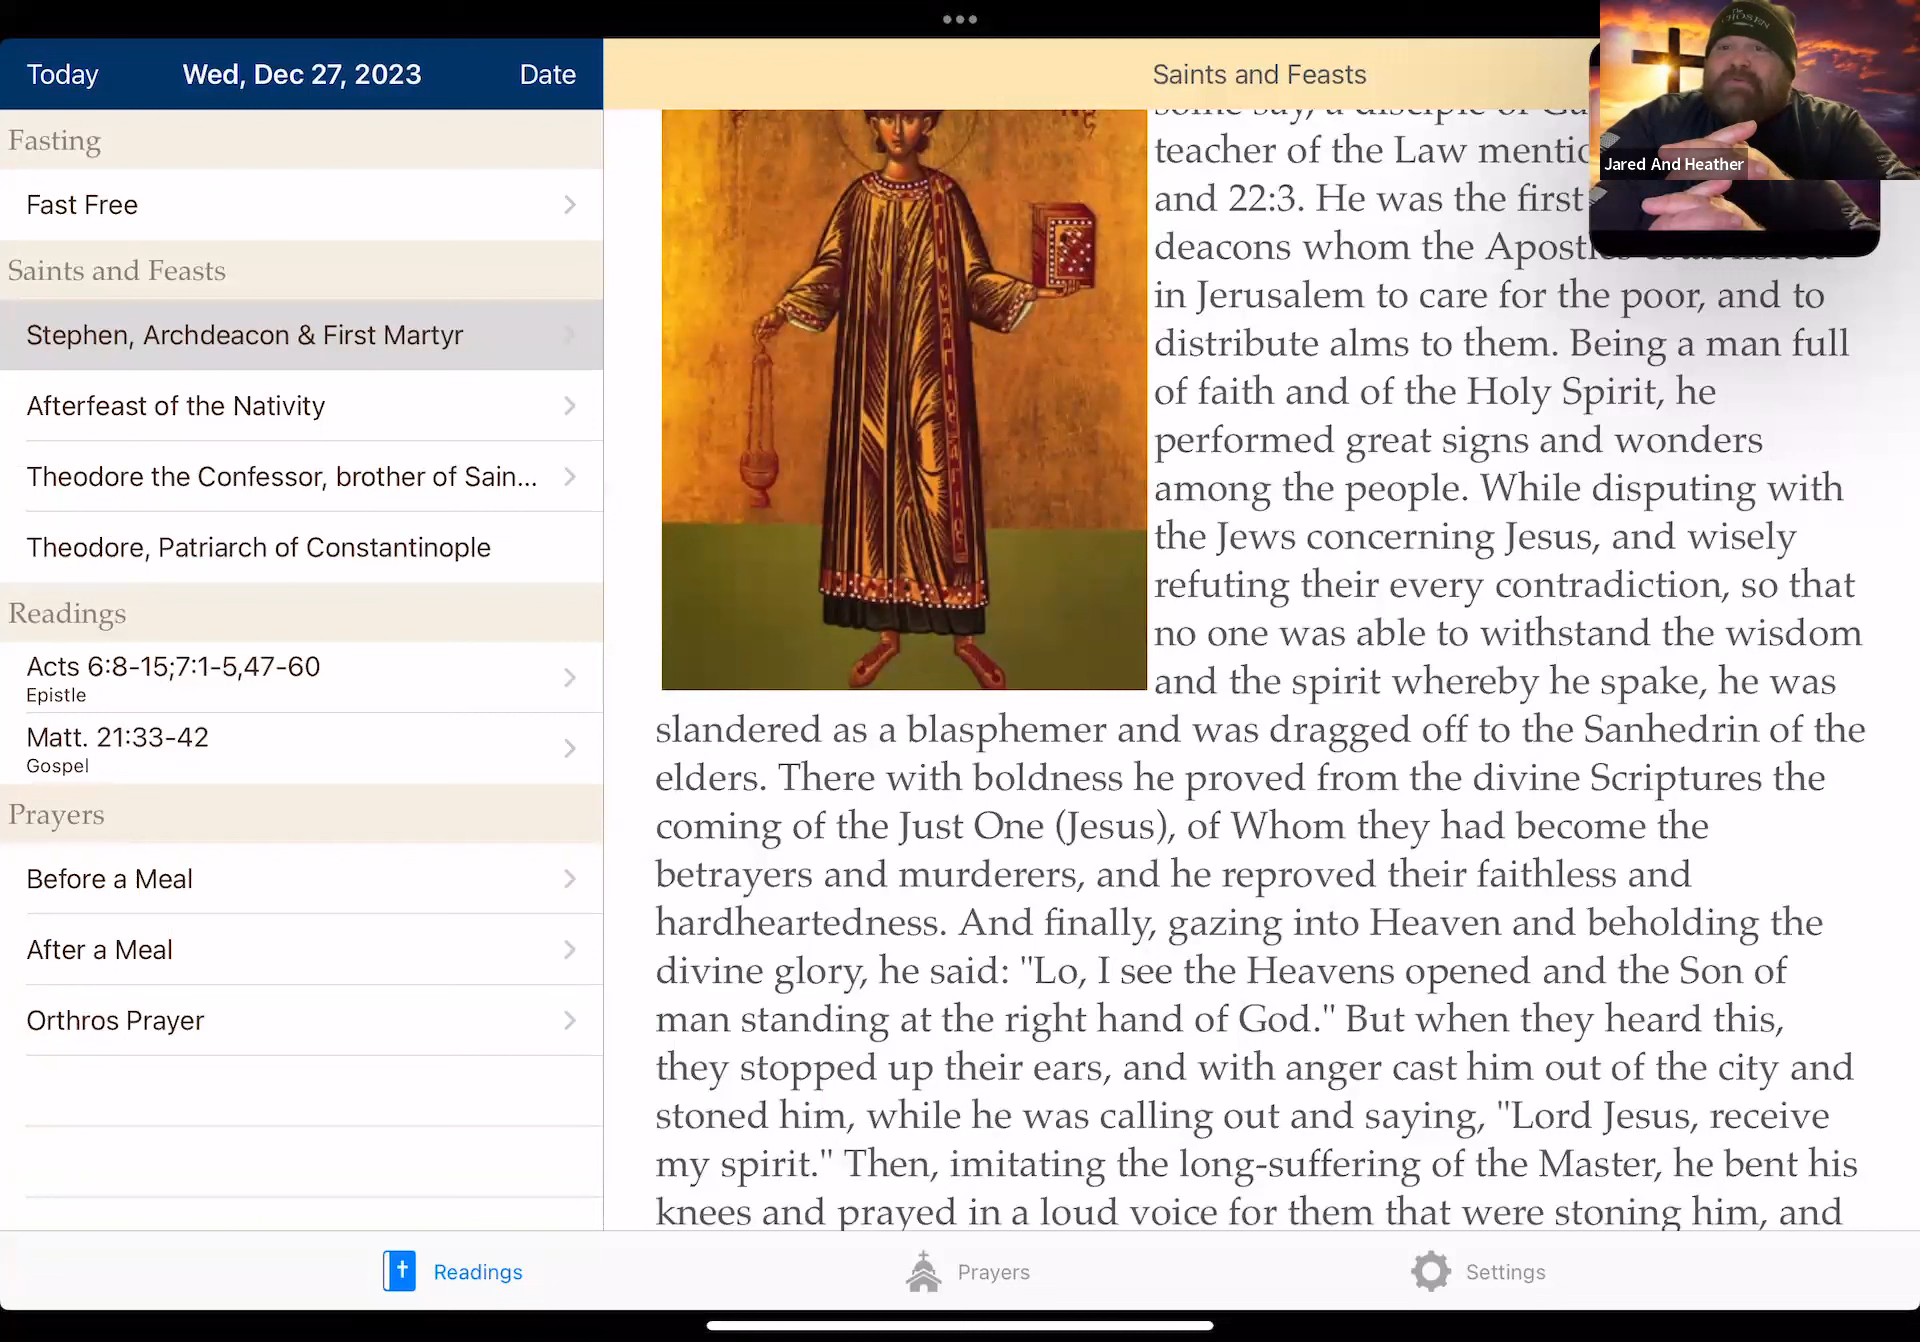 Today
Wed, Dec 27, 2023
Date
Fasting
Fast Free
Saints and Feasts
Stephen, Archdeacon & First Martyr
Afterfeast of the Nativity
Theodore the Confessor, brother of Sain...
Theodore, Patriarch of Constantinople
Readings
Acts 6:8-15;7:1-5,47-60
Epistle
Matt. 21:33-42
Gospel
Prayers
Before a Meal
After a Meal
Orthros Prayer
Saints and Feasts
some say, a disciple of
teacher of the Law
and 22:3. He was the first
deacons whom the
in Jerusalem to care for the poor, and to
distribute alms to them. Being a man full
of faith and of the Holy Spirit, he
performed great signs and wonders
among the people. While disputing with
the Jews concerning Jesus, and wisely
refuting their every contradiction, so that
no one was able to withstand the wisdom
and the spirit whereby he spake, he was
slandered as a blasphemer and was dragged off to the Sanhedrin of the
elders. There with boldness he proved from the divine Scriptures the
coming of the Just One (Jesus), of Whom they had become the
betrayers and murderers, and he reproved their faithless and
hardheartedness. And finally, gazing into Heaven and beholding the
divine glory, he said: "Lo, I see the Heavens opened and the Son of
man standing at the right hand of God." But when they heard this,
they stopped up their ears, and with anger cast him out of the city and
stoned him, while he was calling out and saying, "Lord Jesus, receive
my spirit." Then, imitating the long-suffering of the Master, he bent his
knees and prayed in a loud voice for them that were stoning him, and
CHOSEN
Jared And Heather
Readings
Prayers
Settings